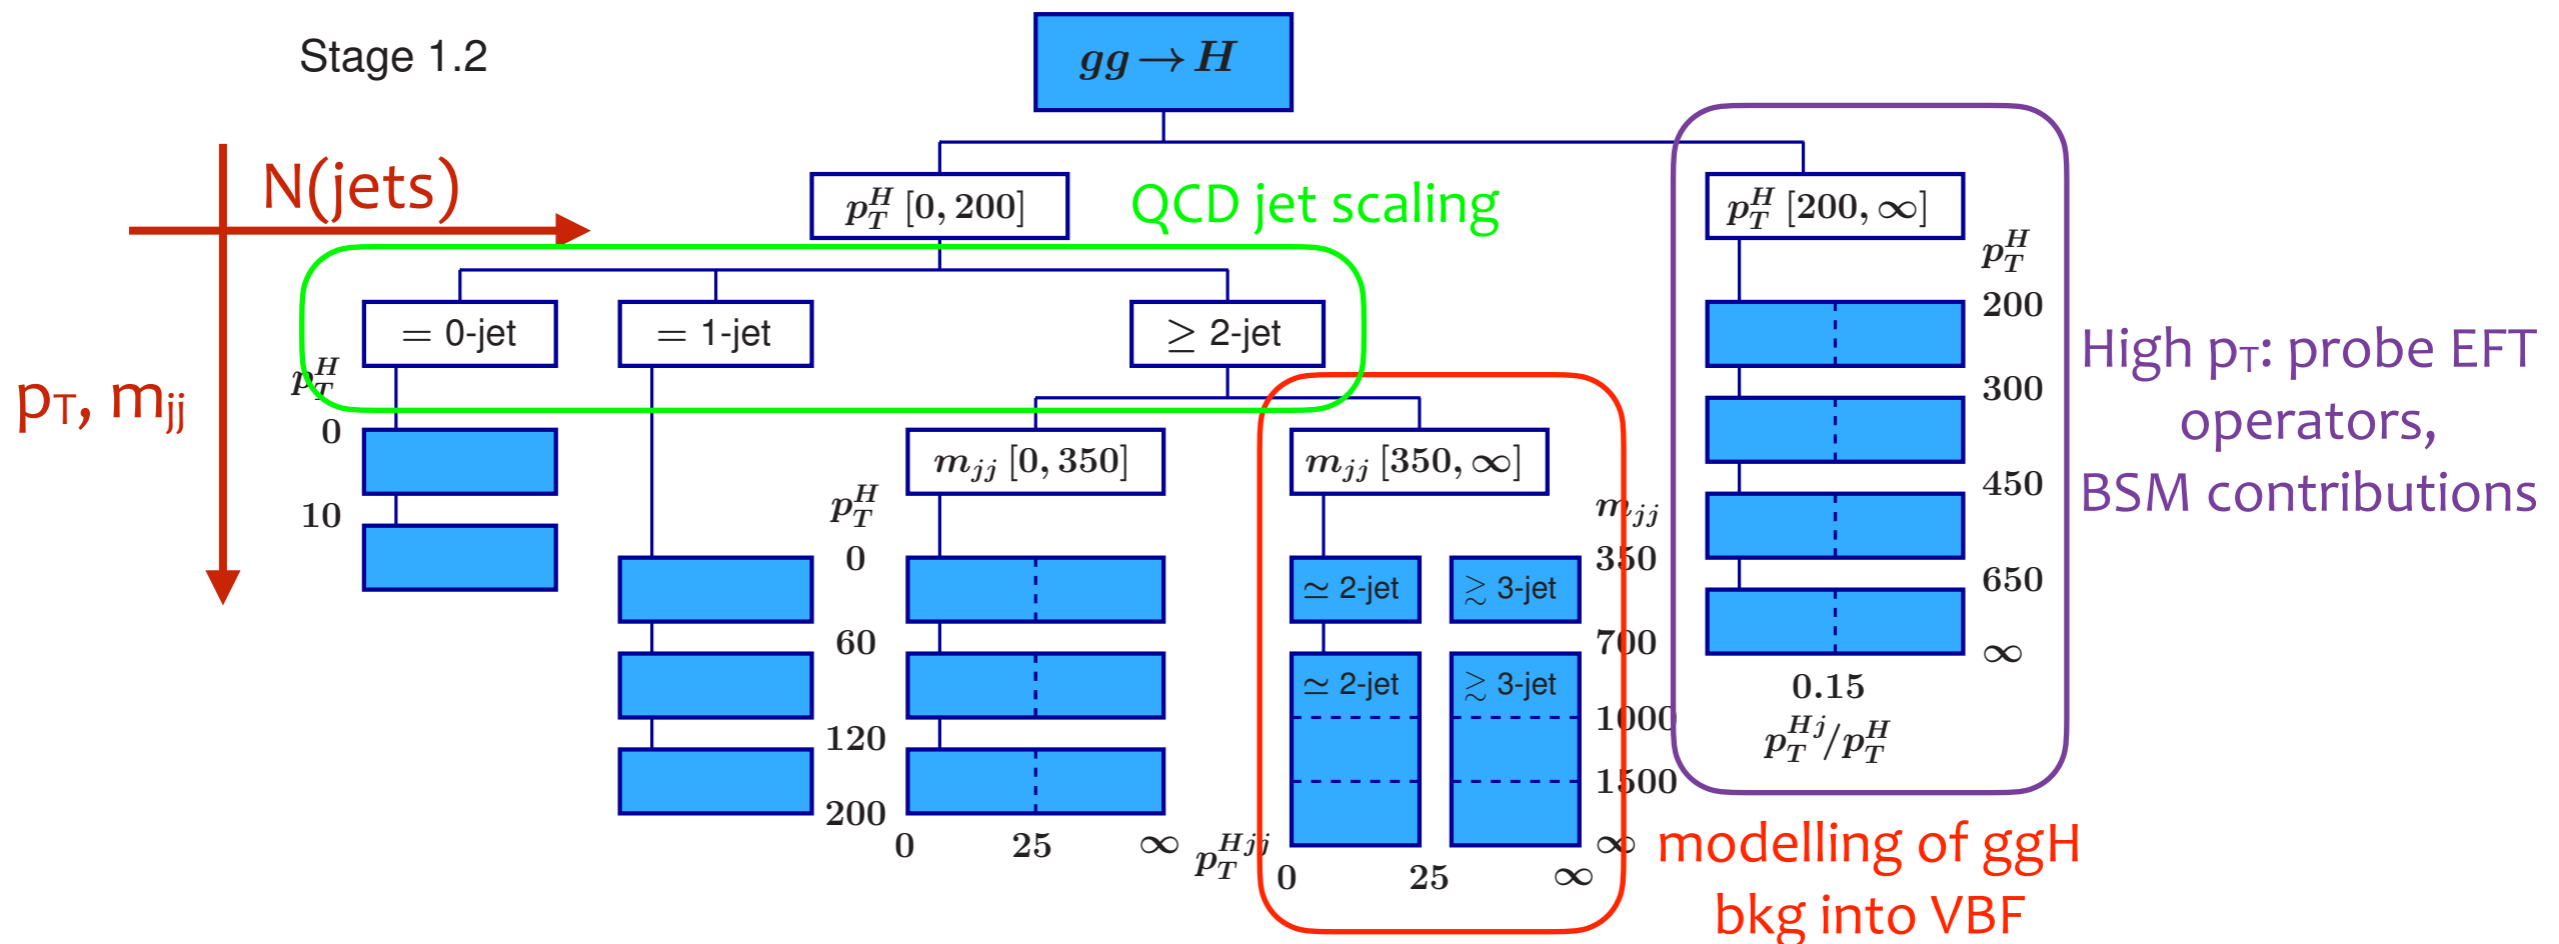 Stage 1.2
gg → H
N(jets)
p_T^H [0, 200]
QCD jet scaling
p_T^H [200, ∞]
p_T^H
200
300
450
650
∞
0.15
p_T^{Hj}/p_T^H
High p_T: probe EFT
operators,
BSM contributions
= 0-jet
= 1-jet
≥ 2-jet
p_T, m_jj
p_T^H
0
10
m_jj [0, 350]
m_jj [350, ∞]
p_T^H
0
60
120
200
0
25
∞
p_T^{Hjj}
m_jj
350
700
1000
1500
∞
≃ 2-jet
≳ 3-jet
≃ 2-jet
≳ 3-jet
0
25
∞
modelling of ggH
bkg into VBF